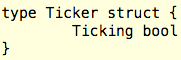 type Ticker struct {
        Ticking bool
}